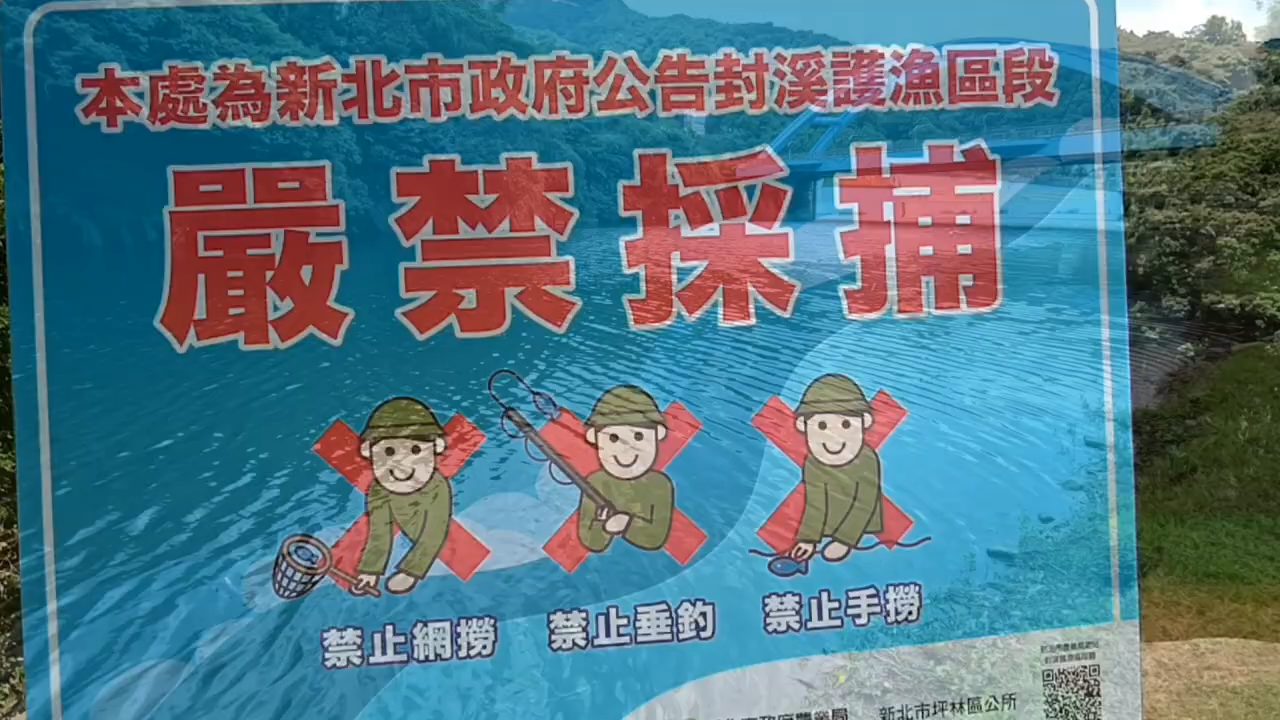 本處為新北市政府公告封溪護漁區段
嚴禁採捕
禁止網撈 禁止垂釣 禁止手撈
新北市坪林區公所